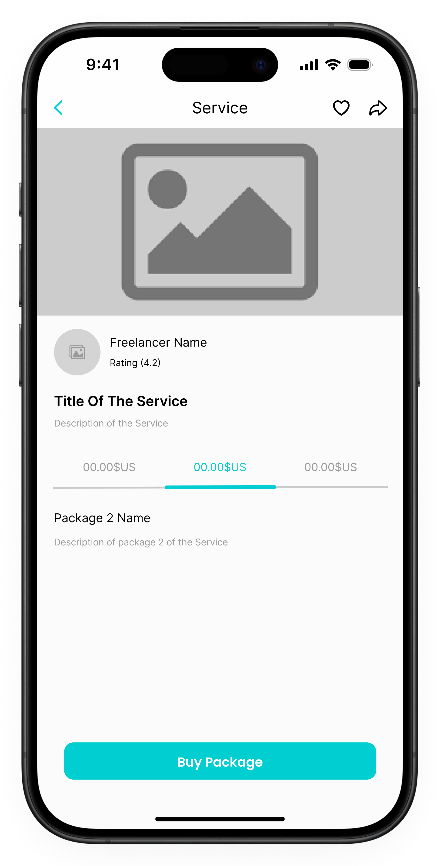 9:41
Service
Freelancer Name
Rating (4.2)
Title Of The Service
Description of the Service
00.00$US 00.00$US 00.00$US
Package 2 Name
Description of package 2 of the Service
Buy Package